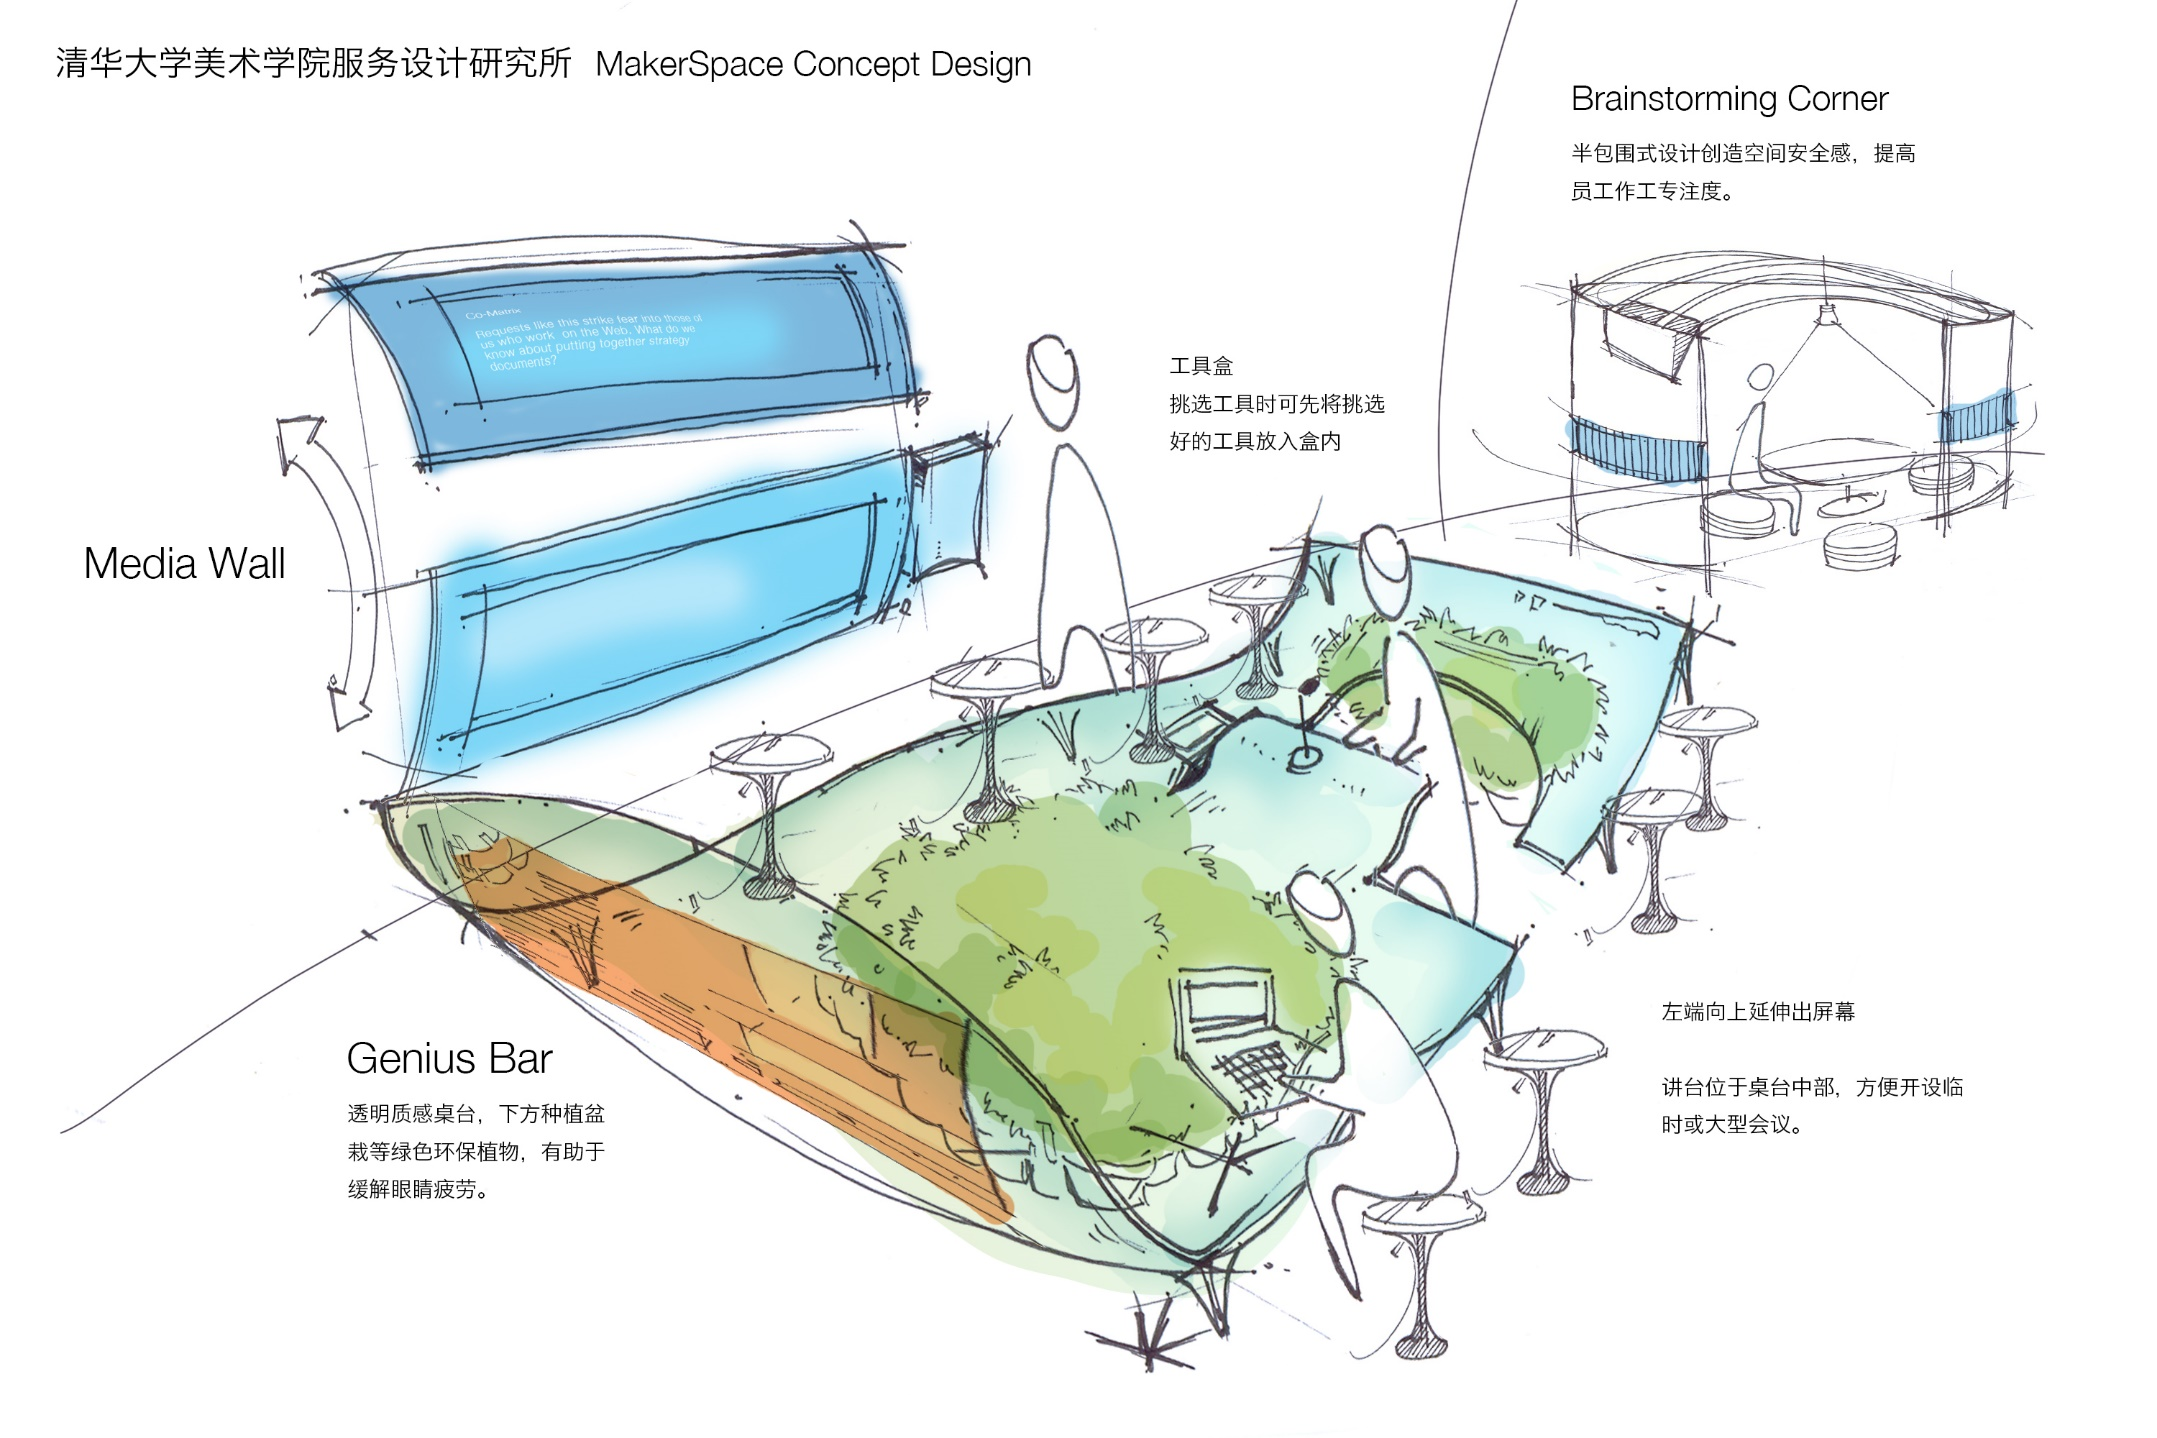 清华大学美术学院服务设计研究所 MakerSpace Concept Design
Brainstorming Corner
半包围式设计创造空间安全感，提高
员工作工专注度。
Co-Matrix
Requests like this strike fear into those of
us who work on the Web. What do we
know about putting together strategy
documents?
工具盒
挑选工具时可先将挑选
好的工具放入盒内
Media Wall
Genius Bar
透明质感桌台，下方种植盆
栽等绿色环保植物，有助于
缓解眼睛疲劳。
左端向上延伸出屏幕
讲台位于桌台中部，方便开设临
时或大型会议。